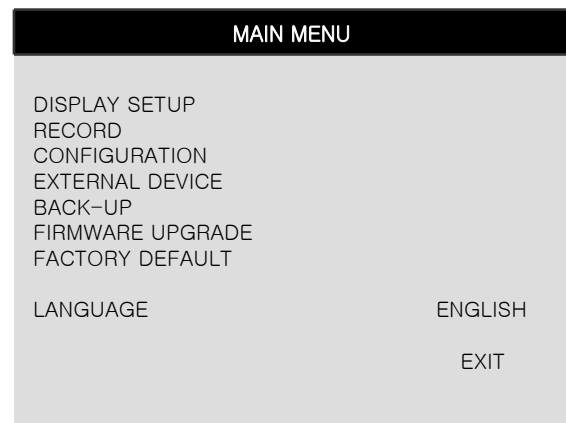 MAIN MENU
DISPLAY SETUP
RECORD
CONFIGURATION
EXTERNAL DEVICE
BACK-UP
FIRMWARE UPGRADE
FACTORY DEFAULT
LANGUAGE ENGLISH
EXIT